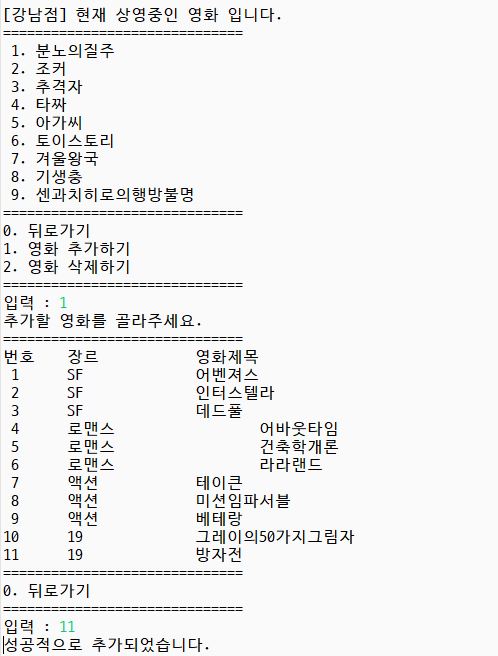 [강남점] 현재 상영중인 영화 입니다.
==============================
1. 분노의질주
2. 조커
3. 추격자
4. 타짜
5. 아가씨
6. 토이스토리
7. 겨울왕국
8. 기생충
9. 센과치히로의행방불명
==============================
0. 뒤로가기
1. 영화 추가하기
2. 영화 삭제하기
==============================
입력 : 1
추가할 영화를 골라주세요.
==============================
번호 장르 영화제목
1 SF 어벤져스
2 SF 인터스텔라
3 SF 데드풀
4 로맨스 어바웃타임
5 로맨스 건축학개론
6 로맨스 라라랜드
7 액션 테이큰
8 액션 미션임파서블
9 액션 베테랑
10 19 그레이의50가지그림자
11 19 방자전
==============================
0. 뒤로가기
==============================
입력 : 11
성공적으로 추가되었습니다.